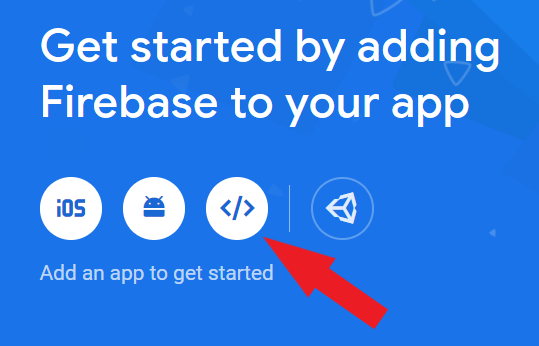 Get started by adding
Firebase to your app
iOS
</>
Add an app to get started